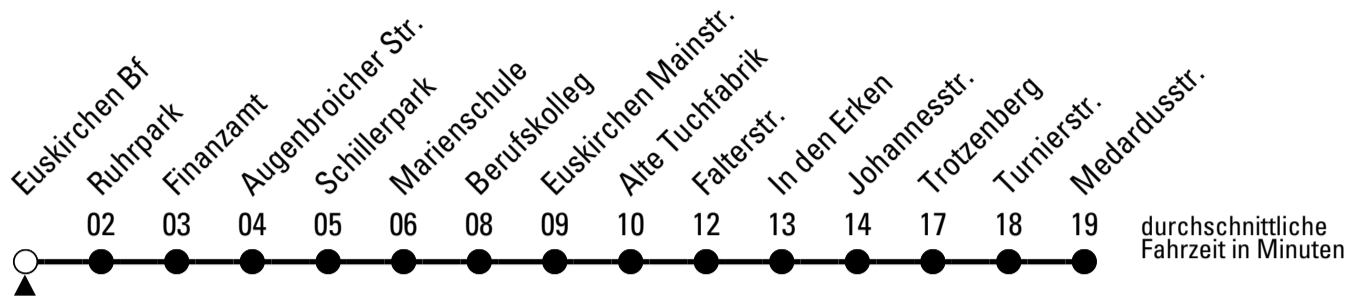 Euskirchen Bf
Ruhrpark
Finanzamt
Augenbroicher Str.
Schillerpark
Marienschule
Berufskolleg
Euskirchen Mainstr.
Alte Tuchfabrik
Falterstr.
In den Erken
Johannesstr.
Trotzenberg
Turnierstr.
Medardusstr.
02 03 04 05 06 08 09 10 12 13 14 17 18 19
durchschnittliche
Fahrzeit in Minuten